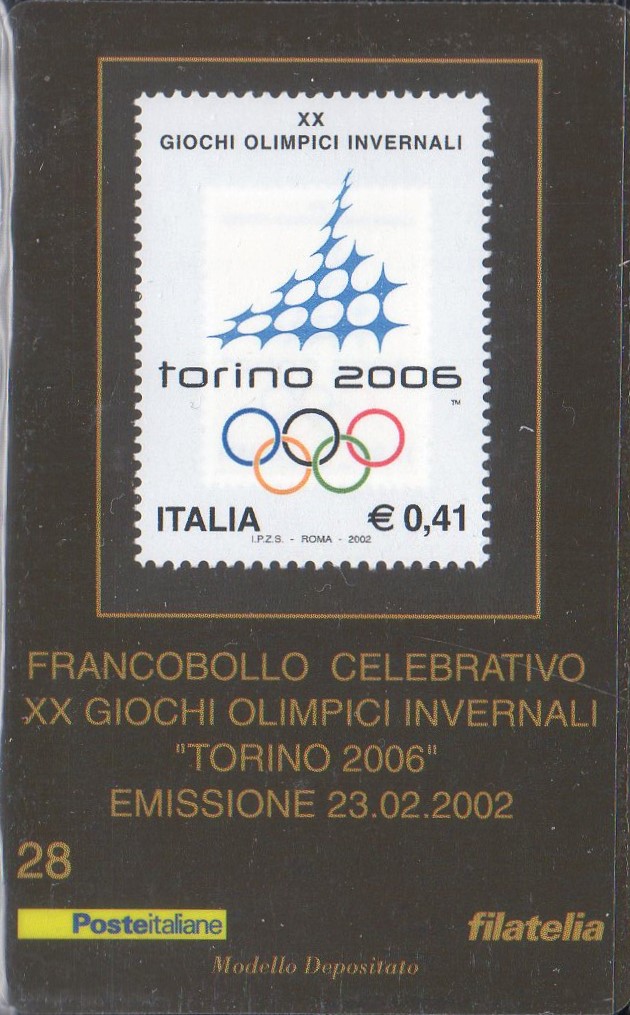 XX
GIOCHI OLIMPICI INVERNALI
torino 2006
TM
ITALIA € 0,41
I.P.Z.S. - ROMA - 2002
FRANCOBOLLO CELEBRATIVO
XX GIOCHI OLIMPICI INVERNALI
"TORINO 2006"
EMISSIONE 23.02.2002
28
Posteitaliane filatelia
Modello Depositato